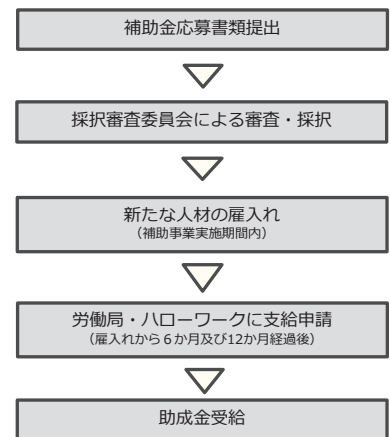 補助金応募書類提出
採択審査委員会による審査・採択
新たな人材の雇入れ
（補助事業実施期間内）
労働局・ハローワークに支給申請
（雇入れから６か月及び12か月経過後）
助成金受給